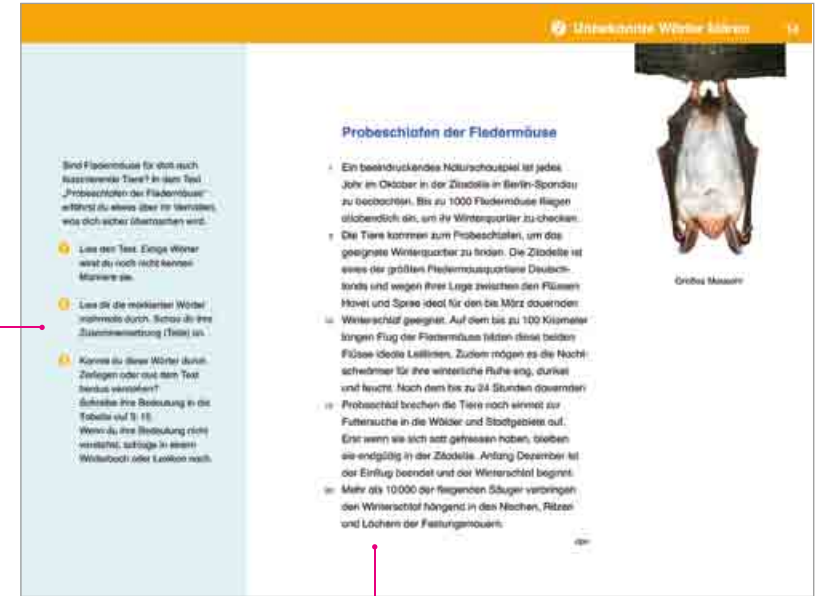 Unbekannte Wörter klären 14
Sind Fledermäuse für dich auch
faszinierende Tiere? In dem Text
„Probeschlafen der Fledermäuse“
erfährst du etwas über ihr Verhalten,
was dich sicher überraschen wird.
1 Lies den Text. Einige Wörter
wirst du noch nicht kennen.
Markiere sie.
2 Lies dir die markierten Wörter
mehrmals durch. Schau dir ihre
Zusammensetzung (Teile) an.
3 Kannst du diese Wörter durch
Zerlegen oder aus dem Text
heraus verstehen?
Schreibe ihre Bedeutung in die
Tabelle auf S. 15.
Wenn du ihre Bedeutung nicht
verstehst, schlage in einem
Wörterbuch oder Lexikon nach.
Probeschlafen der Fledermäuse
1 Ein beeindruckendes Naturschauspiel ist jedes
Jahr im Oktober in der Zitadelle in Berlin-Spandau
zu beobachten. Bis zu 1000 Fledermäuse fliegen
allabendlich ein, um ihr Winterquartier zu checken.
5 Die Tiere kommen zum Probeschlafen, um das
geeignete Winterquartier zu finden. Die Zitadelle ist
eines der größten Fledermausquartiere Deutsch-
lands und wegen ihrer Lage zwischen den Flüssen
Havel und Spree ideal für den bis März dauernden
10 Winterschlaf geeignet. Auf dem bis zu 100 Kilometer
langen Flug der Fledermäuse bilden diese beiden
Flüsse ideale Leitlinien. Zudem mögen es die Nacht-
schwärmer für ihre winterliche Ruhe eng, dunkel
und feucht. Nach dem bis zu 24 Stunden dauernden
15 Probeschlaf brechen die Tiere noch einmal zur
Futtersuche in die Wälder und Stadtgebiete auf.
Erst wenn sie sich satt gefressen haben, bleiben
sie endgültig in der Zitadelle. Anfang Dezember ist
der Einflug beendet und der Winterschlaf beginnt.
20 Mehr als 10000 der fliegenden Säuger verbringen
den Winterschlaf hängend in den Nischen, Ritzen
und Löchern der Festungsmauern.
dpa
Großes Mausohr